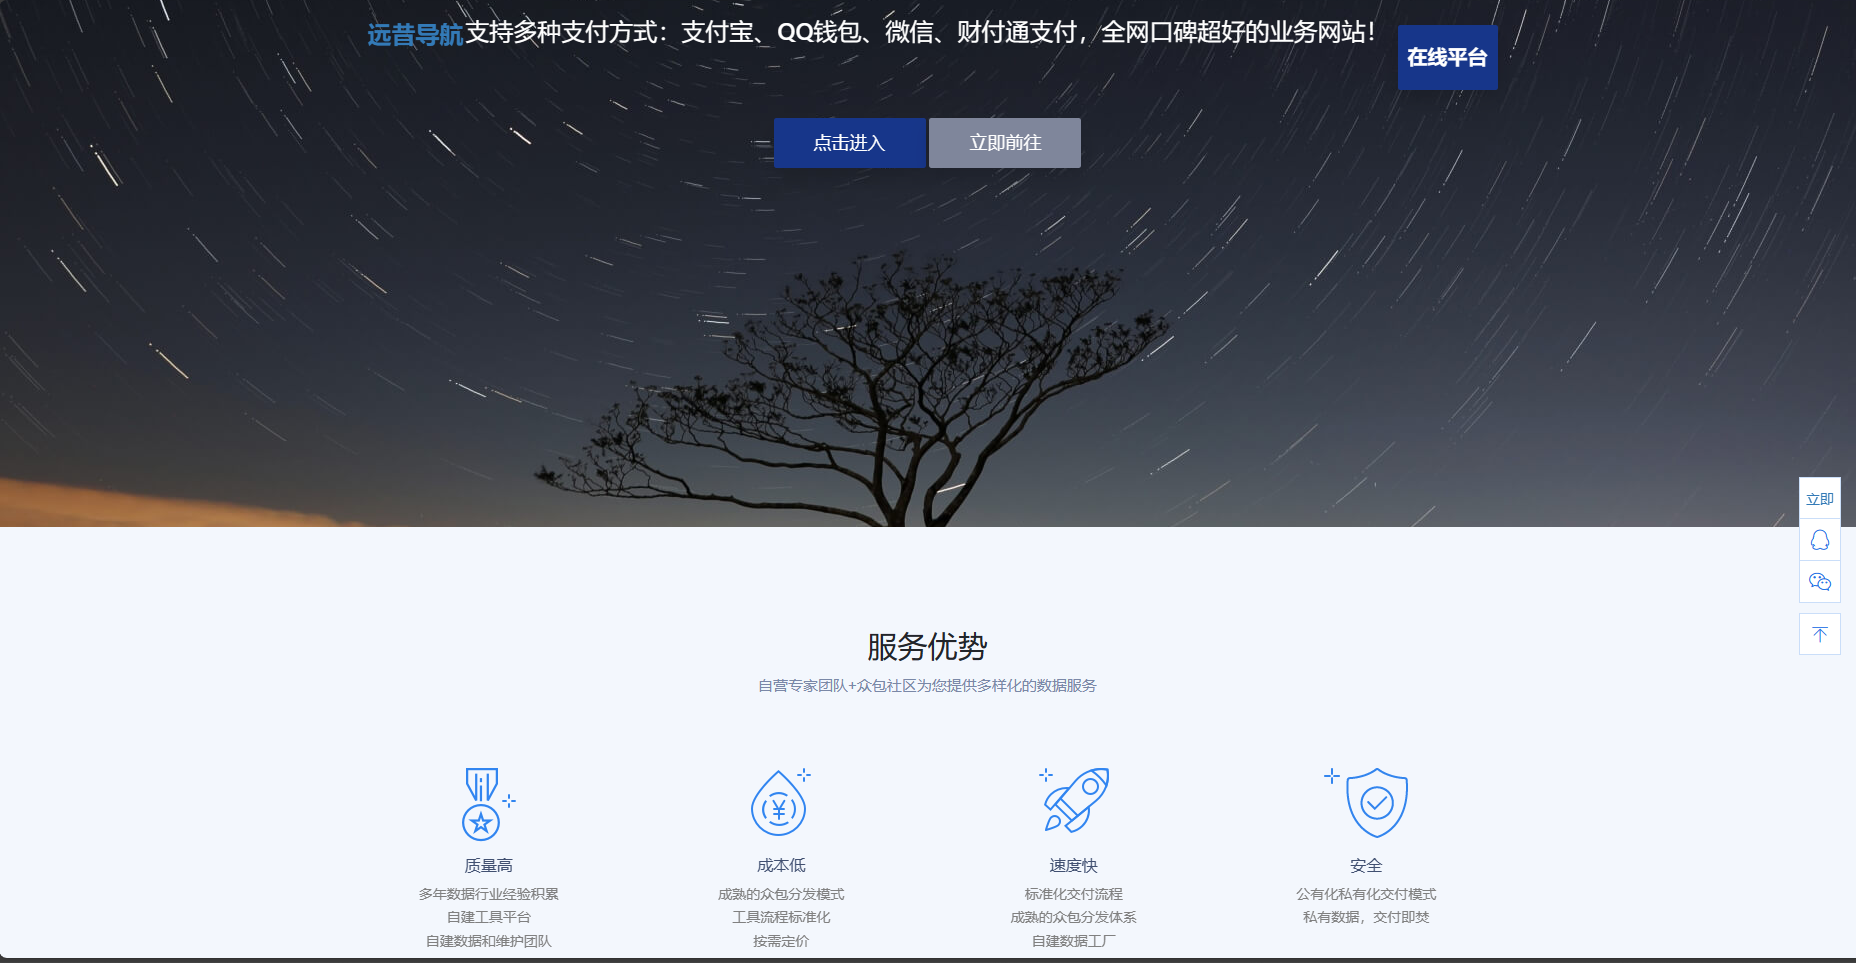 远昔导航支持多种支付方式：支付宝、QQ钱包、微信、财付通支付，全网口碑超好的业务网站！
在线平台
点击进入 立即前往
立即
服务优势
自营专家团队+众包社区为您提供多样化的数据服务
质量高
多年数据行业经验积累
自建工具平台
自建数据和维护团队
成本低
成熟的众包分发模式
工具流程标准化
按需定价
速度快
标准化交付流程
成熟的众包分发体系
自建数据工厂
安全
公有化私有化交付模式
私有数据，交付即焚